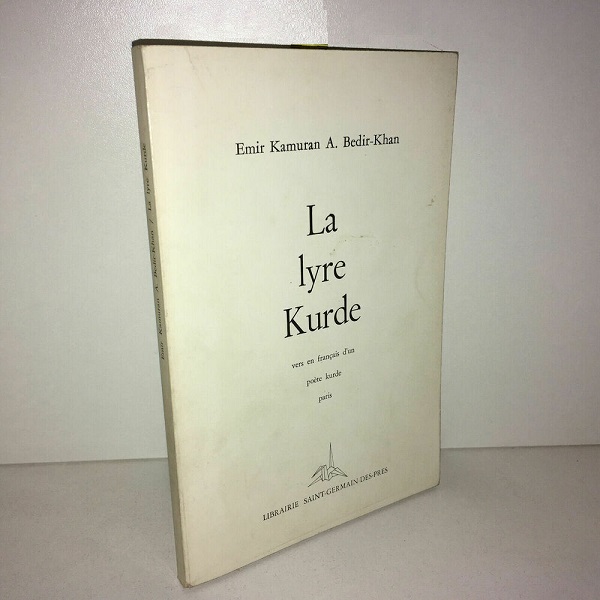 Emir Kamuran A. Bedir-Khan
La
lyre
Kurde
vers en français d'un
poète kurde
paris
LIBRAIRIE SAINT-GERMAIN-DES-PRES
Emir Kamuran A. Bedir-Khan / La lyre Kurde